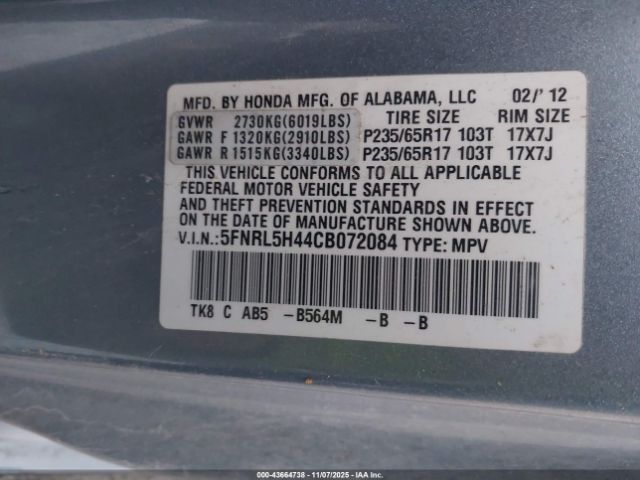 MFD. BY HONDA MFG. OF ALABAMA, LLC 02/'12
GVWR 2730KG(6019LBS) TIRE SIZE RIM SIZE
GAWR F 1320KG(2910LBS) P235/65R17 103T 17X7J
GAWR R 1515KG(3340LBS) P235/65R17 103T 17X7J
THIS VEHICLE CONFORMS TO ALL APPLICABLE
FEDERAL MOTOR VEHICLE SAFETY
AND THEFT PREVENTION STANDARDS IN EFFECT
ON THE DATE OF MANUFACTURE SHOWN ABOVE.
V.I.N.:5FNRL5H44CB072084 TYPE: MPV
TK8 C AB5 -B564M -B -B
000-43664738 - 11/07/2025 - IAAI.com